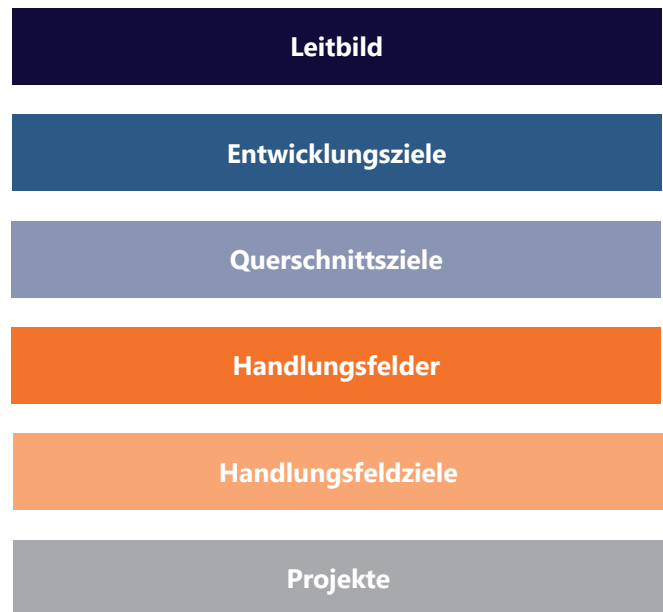 Leitbild
Entwicklungsziele
Querschnittsziele
Handlungsfelder
Handlungsfeldziele
Projekte